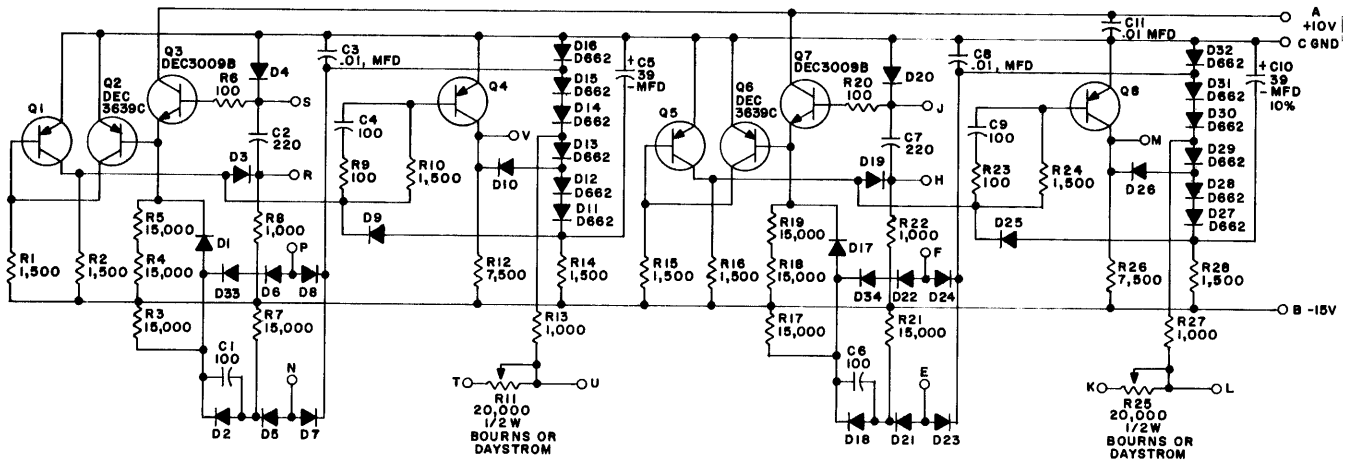 A
+10V
C GND
B -15V
C11
.01 MFD
Q1
Q2
DEC
3639C
Q3
DEC3009B
R6
100
D4
S
C2
220
D3
R
C3
.01, MFD
C4
100
R9
100
R10
1,500
Q4
V
D10
D16
D662
D15
D662
D14
D662
D13
D662
D12
D662
D11
D662
+
C5
39
-MFD
D9
R1
1,500
R2
1,500
R5
15,000
R4
15,000
R3
15,000
D1
R8
1,000
P
D33
D6
D8
R7
15,000
C1
100
N
D2
D5
D7
R12
7,500
R14
1,500
R13
1,000
T
U
R11
20,000
1/2W
BOURNS OR
DAYSTROM
Q5
Q6
DEC
3639C
Q7
DEC3009B
R20
100
D20
J
C7
220
D19
H
C8
.01, MFD
C9
100
R23
100
R24
1,500
Q8
M
D26
D32
D662
D31
D662
D30
D662
D29
D662
D28
D662
D27
D662
+
C10
39
-MFD
10%
D25
R15
1,500
R16
1,500
R19
15,000
R18
15,000
R17
15,000
D17
R22
1,000
F
D34
D22
D24
R21
15,000
C6
100
E
D18
D21
D23
R26
7,500
R28
1,500
R27
1,000
K
L
R25
20,000
1/2W
BOURNS OR
DAYSTROM